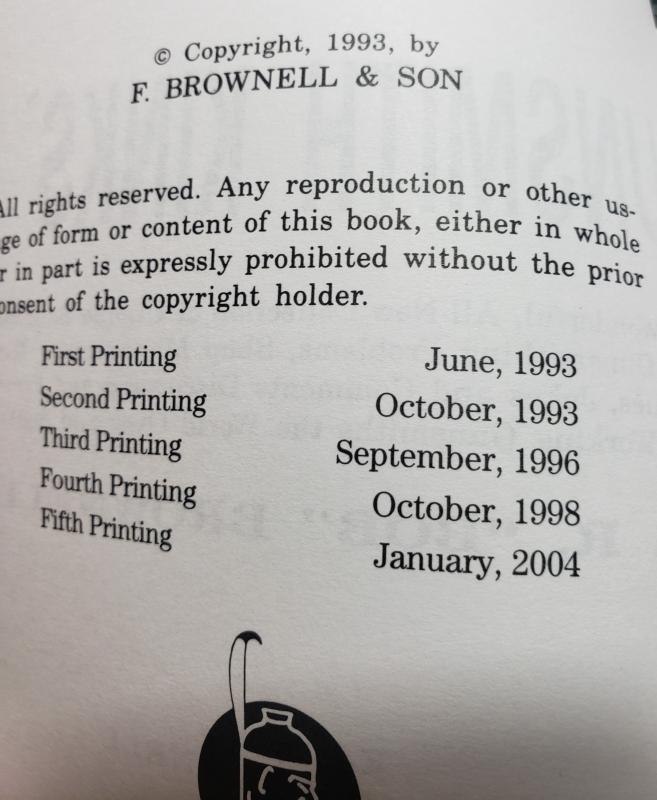 © Copyright, 1993, by
F. BROWNELL & SON
All rights reserved. Any reproduction or other us-
ge of form or content of this book, either in whole
r in part is expressly prohibited without the prior
onsent of the copyright holder.
First Printing June, 1993
Second Printing October, 1993
Third Printing September, 1996
Fourth Printing October, 1998
Fifth Printing January, 2004